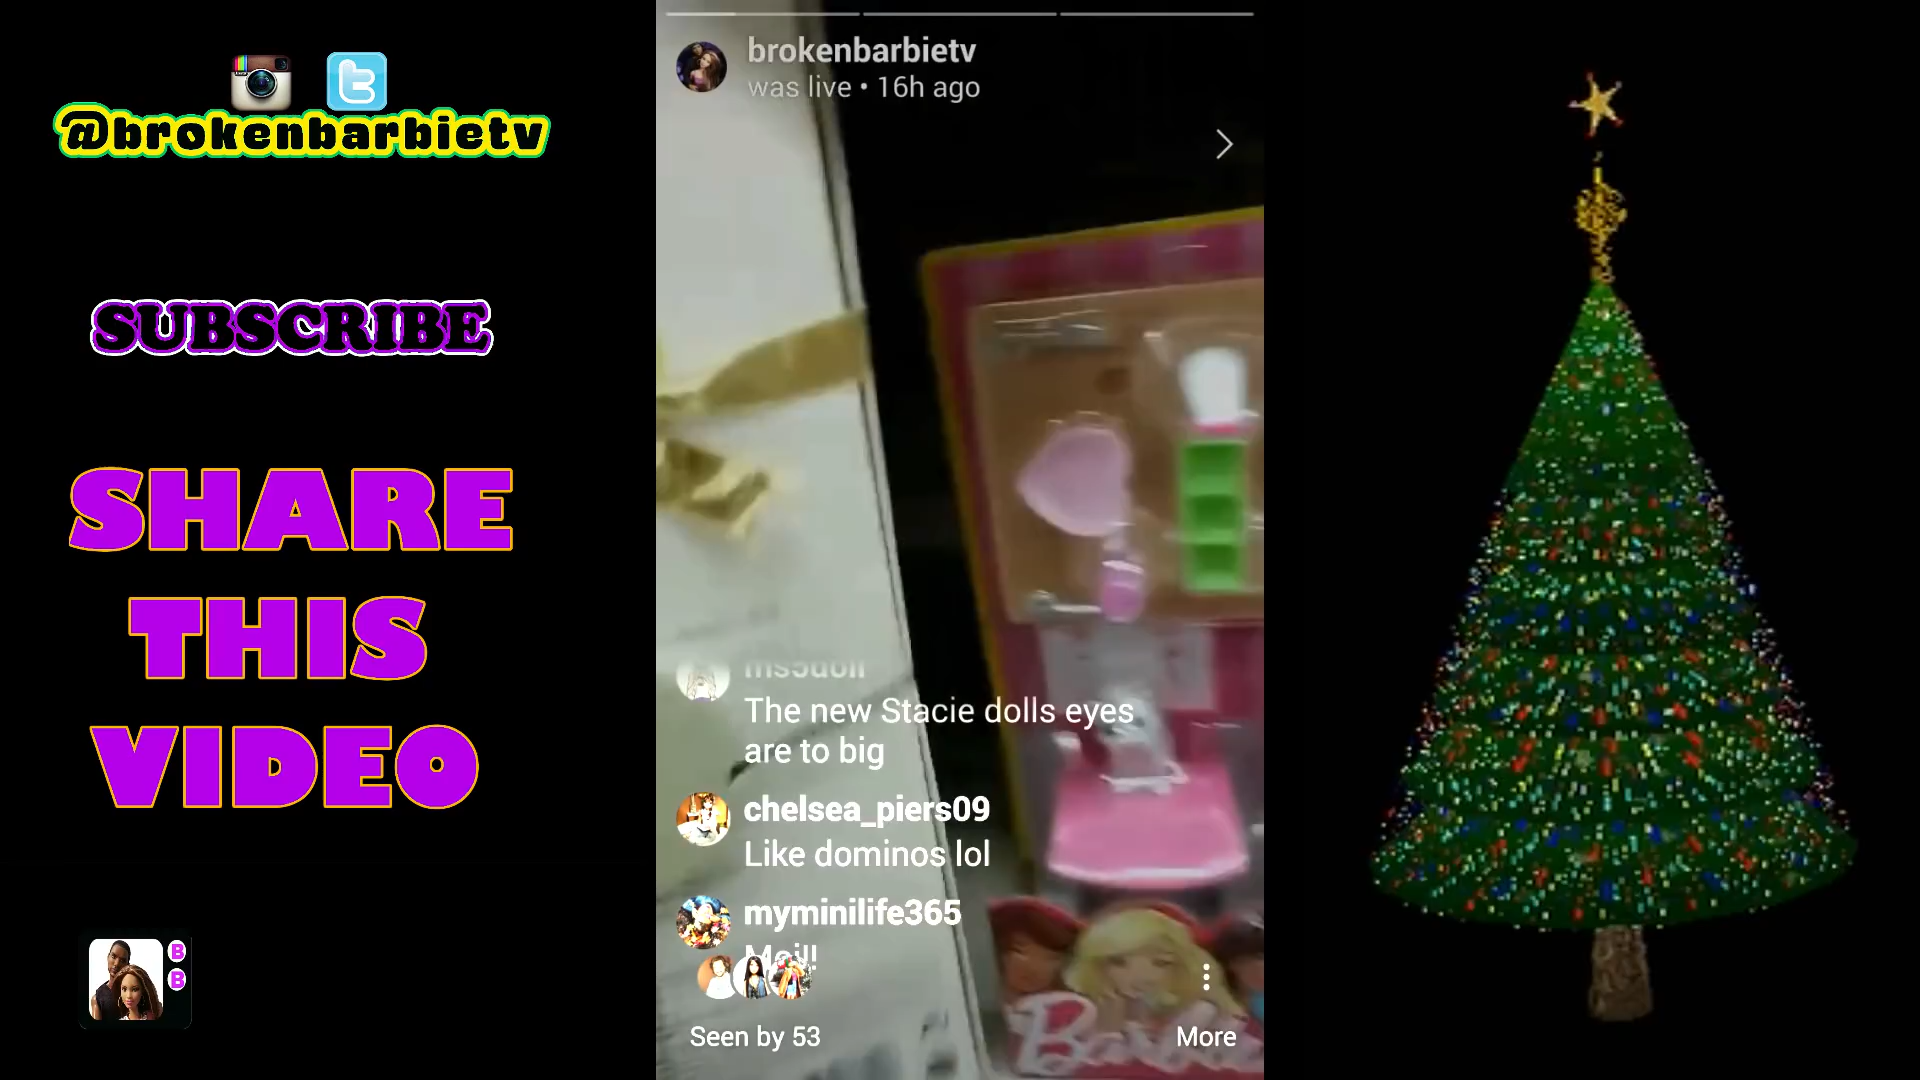 @brokenbarbietv
SUBSCRIBE
SHARE
THIS
VIDEO
B
B
brokenbarbietv
was live • 16h ago
The new Stacie dolls eyes
are to big
chelsea_piers09
Like dominos lol
myminilife365
Seen by 53
More
Barbie